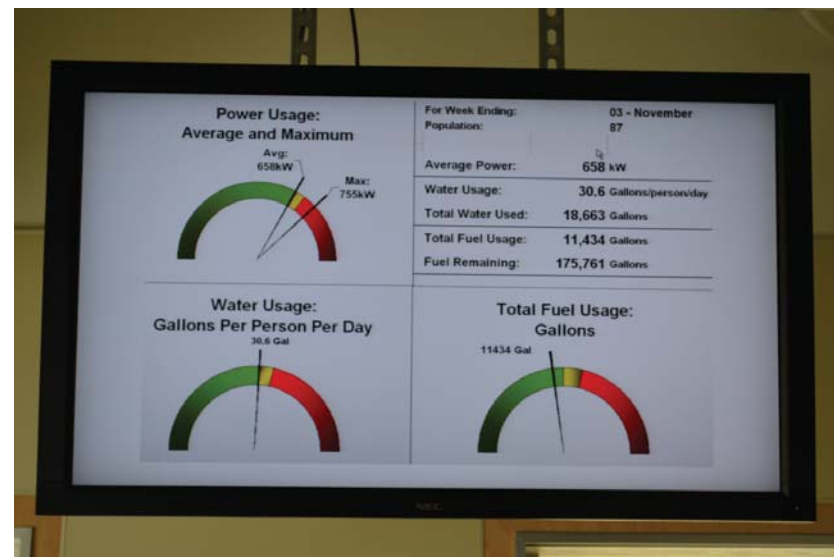 Power Usage:
Average and Maximum
Avg:
658kW
Max:
755kW
For Week Ending: 03 - November
Population: 87
Average Power: 658 kW
Water Usage: 30.6 Gallons/person/day
Total Water Used: 18,663 Gallons
Total Fuel Usage: 11,434 Gallons
Fuel Remaining: 175,761 Gallons
Water Usage:
Gallons Per Person Per Day
30.6 Gal
Total Fuel Usage:
Gallons
11434 Gal
NEC